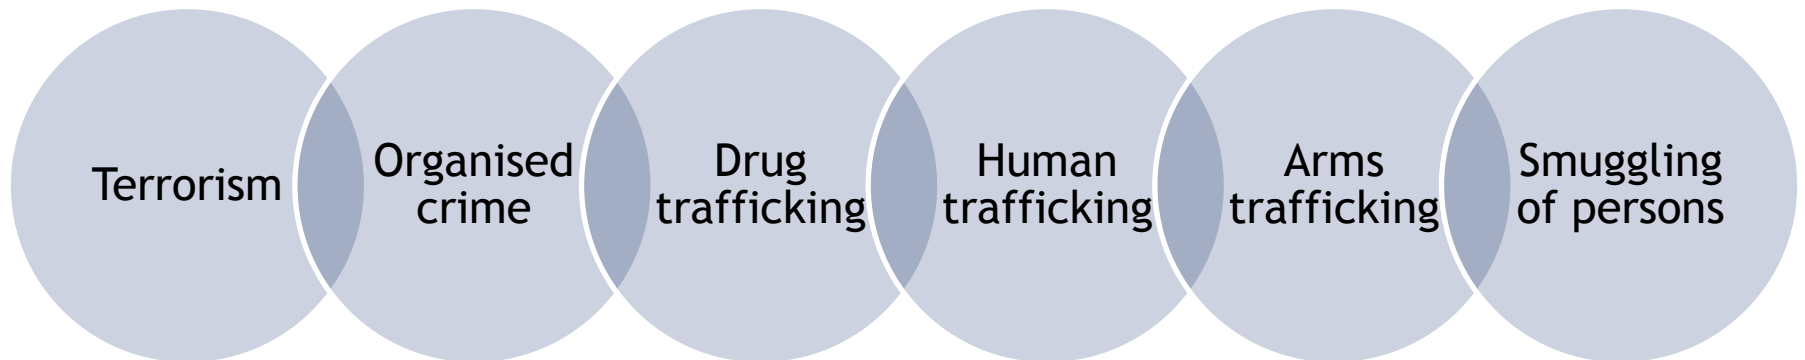 Terrorism
Organised
crime
Drug
trafficking
Human
trafficking
Arms
trafficking
Smuggling
of persons